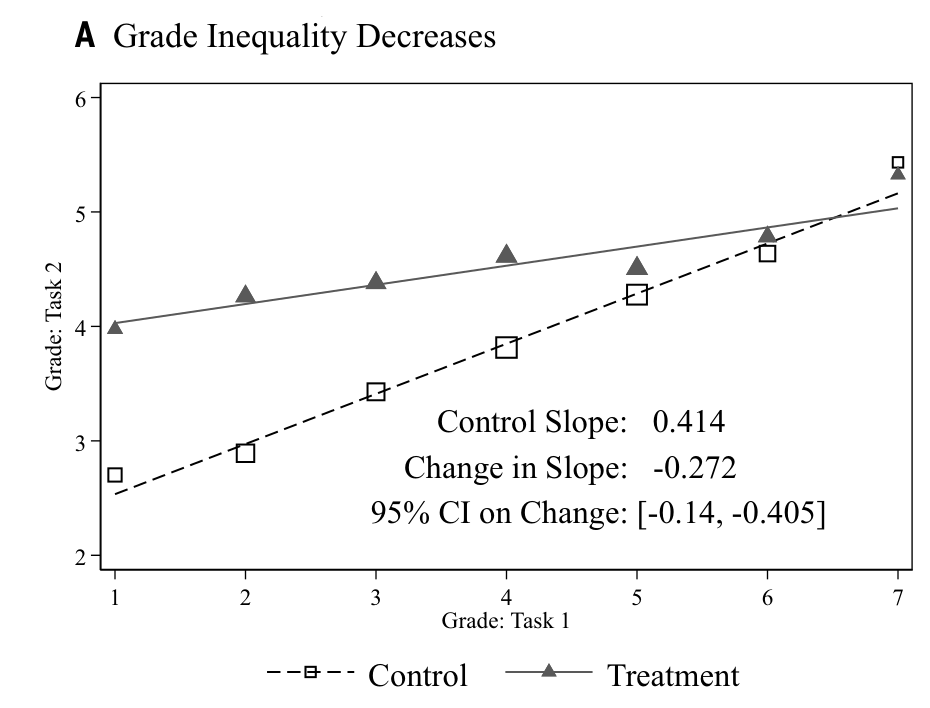 A Grade Inequality Decreases
6
5
4
3
2
Grade: Task 2
Control Slope: 0.414
Change in Slope: -0.272
95% CI on Change: [-0.14, -0.405]
1 2 3 4 5 6 7
Grade: Task 1
Control Treatment